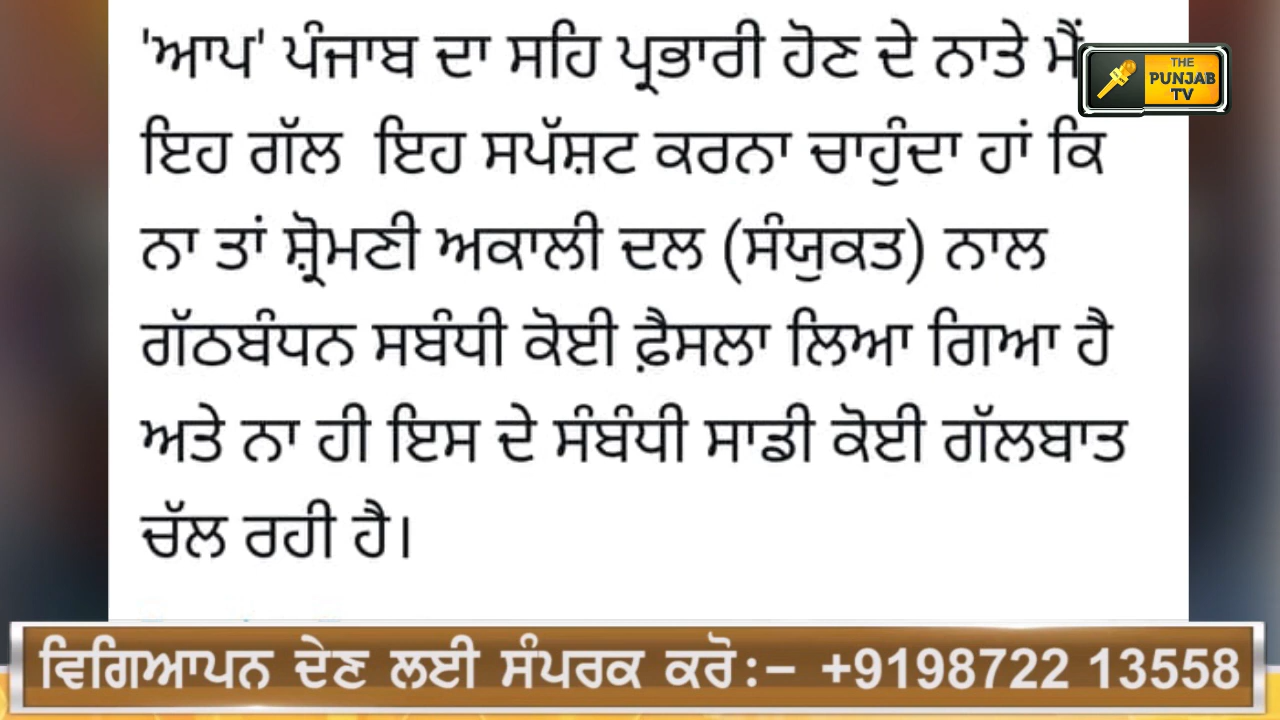 'ਆਪ' ਪੰਜਾਬ ਦਾ ਸਹਿ ਪ੍ਰਭਾਰੀ ਹੋਣ ਦੇ ਨਾਤੇ ਮੈਂ
THE
PUNJAB
TV
ਇਹ ਗੱਲ ਇਹ ਸਪੱਸ਼ਟ ਕਰਨਾ ਚਾਹੁੰਦਾ ਹਾਂ ਕਿ
ਨਾ ਤਾਂ ਸ਼੍ਰੋਮਣੀ ਅਕਾਲੀ ਦਲ (ਸੰਯੁਕਤ) ਨਾਲ
ਗੱਠਬੰਧਨ ਸਬੰਧੀ ਕੋਈ ਫ਼ੈਸਲਾ ਲਿਆ ਗਿਆ ਹੈ
ਅਤੇ ਨਾ ਹੀ ਇਸ ਦੇ ਸੰਬੰਧੀ ਸਾਡੀ ਕੋਈ ਗੱਲਬਾਤ
ਚੱਲ ਰਹੀ ਹੈ।
ਵਿਗਿਆਪਨ ਦੇਣ ਲਈ ਸੰਪਰਕ ਕਰੋ:– +9198722 13558